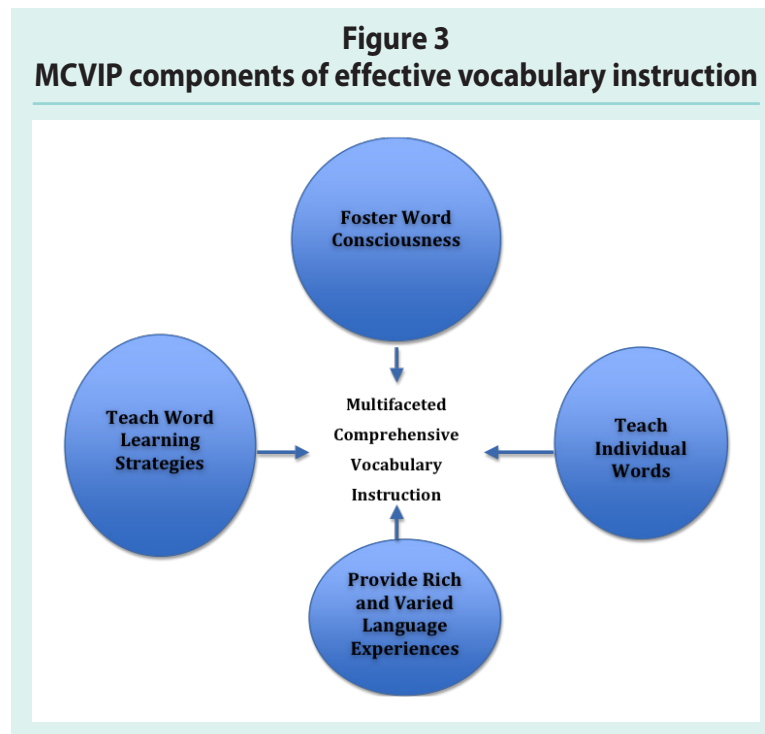 Figure 3
MCVIP components of effective vocabulary instruction
Foster Word
Consciousness
Teach Word
Learning
Strategies
Multifaceted
Comprehensive
Vocabulary
Instruction
Teach
Individual
Words
Provide Rich
and Varied
Language
Experiences